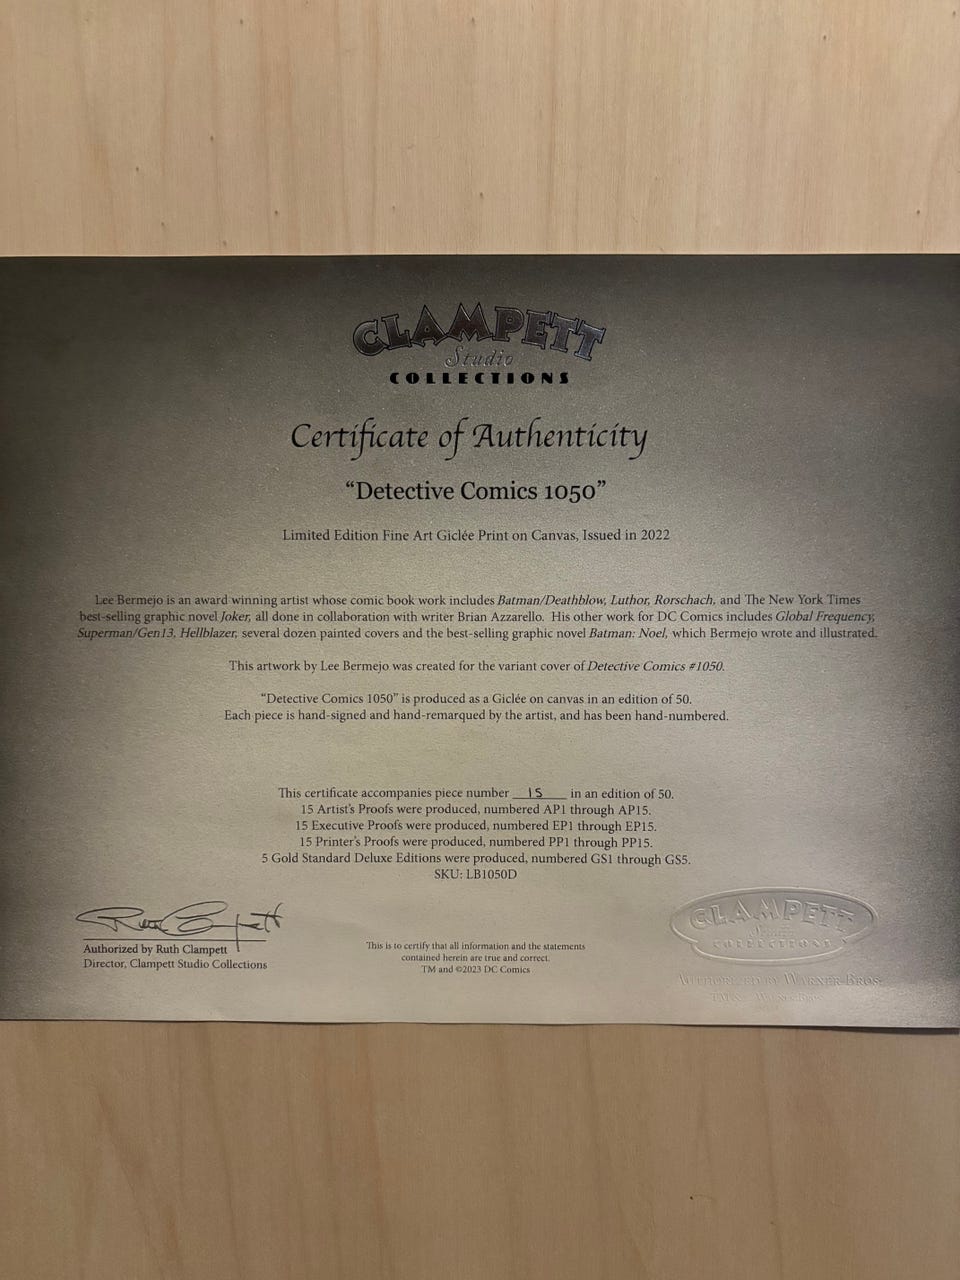 CLAMPETT
Studio
COLLECTIONS
Certificate of Authenticity
“Detective Comics 1050”
Limited Edition Fine Art Giclée Print on Canvas, Issued in 2022
Lee Bermejo is an award winning artist whose comic book work includes Batman/Deathblow, Luthor, Rorschach, and The New York Times
best-selling graphic novel Joker, all done in collaboration with writer Brian Azzarello. His other work for DC Comics includes Global Frequency,
Superman/Gen13, Hellblazer, several dozen painted covers and the best-selling graphic novel Batman: Noel, which Bermejo wrote and illustrated.
This artwork by Lee Bermejo was created for the variant cover of Detective Comics #1050.
“Detective Comics 1050” is produced as a Giclée on canvas in an edition of 50.
Each piece is hand-signed and hand-remarqued by the artist, and has been hand-numbered.
This certificate accompanies piece number 15 in an edition of 50.
15 Artist's Proofs were produced, numbered AP1 through AP15.
15 Executive Proofs were produced, numbered EP1 through EP15.
15 Printer's Proofs were produced, numbered PP1 through PP15.
5 Gold Standard Deluxe Editions were produced, numbered GS1 through GS5.
SKU: LB1050D
Ruth Clampett
Authorized by Ruth Clampett
Director, Clampett Studio Collections
This is to certify that all information and the statements
contained herein are true and correct.
TM and ©2023 DC Comics
CLAMPETT
Studio
COLLECTIONS
AUTHORIZED BY WARNER BROS.